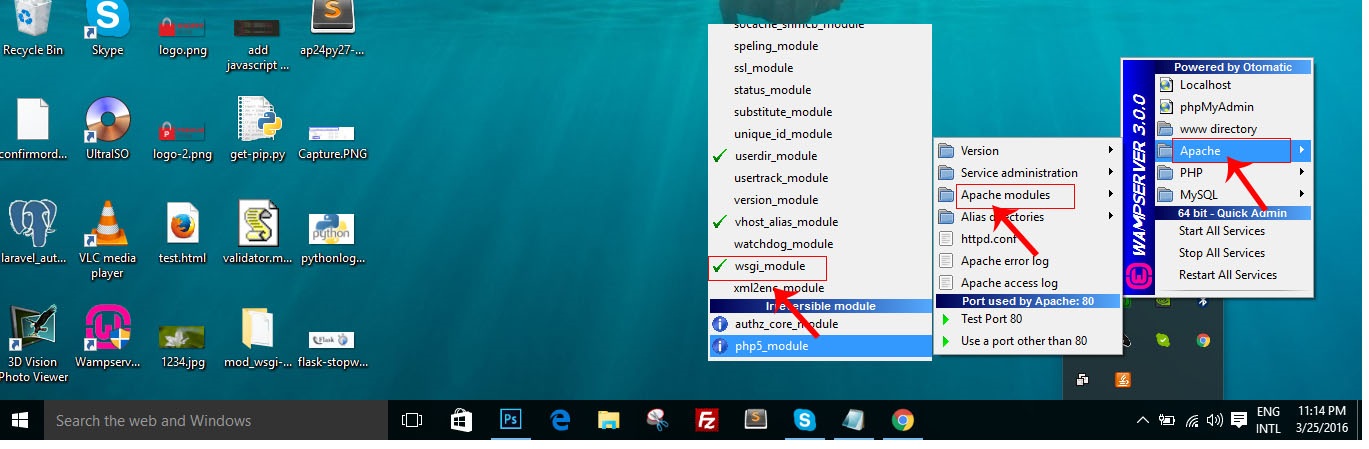 Recycle Bin
Skype
logo.png
add
javascript ...
ap24py27-...
confirmord...
UltraISO
logo-2.png
get-pip.py
Capture.PNG
laravel_aut...
VLC media
player
test.html
validator.m...
python
pythonlog...
3D Vision
Photo Viewer
Wampserv...
1234.jpg
mod_wsgi-...
Flask
flask-stopw...
socache_shmcb_module
speling_module
ssl_module
status_module
substitute_module
unique_id_module
userdir_module
usertrack_module
version_module
vhost_alias_module
watchdog_module
wsgi_module
xml2enc_module
Irreversible module
authz_core_module
php5_module
Version
Service administration
Apache modules
Alias directories
httpd.conf
Apache error log
Apache access log
Port used by Apache: 80
Test Port 80
Use a port other than 80
WAMPSERVER 3.0.0
Powered by Otomatic
Localhost
phpMyAdmin
www directory
Apache
PHP
MySQL
64 bit - Quick Admin
Start All Services
Stop All Services
Restart All Services
Search the web and Windows
ENG
INTL
11:14 PM
3/25/2016